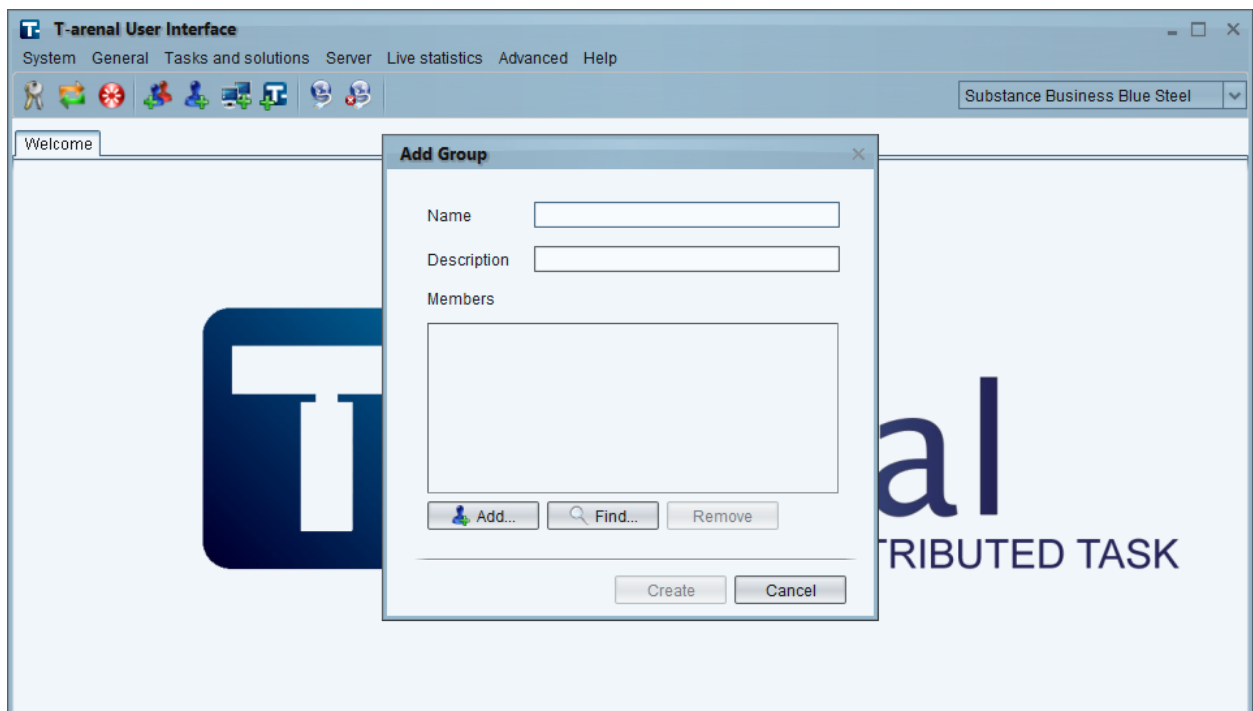 T-arenal User Interface
System General Tasks and solutions Server Live statistics Advanced Help
Substance Business Blue Steel
Welcome
Add Group
Name
Description
Members
Add... Find... Remove
Create Cancel
T al
TRIBUTED TASK